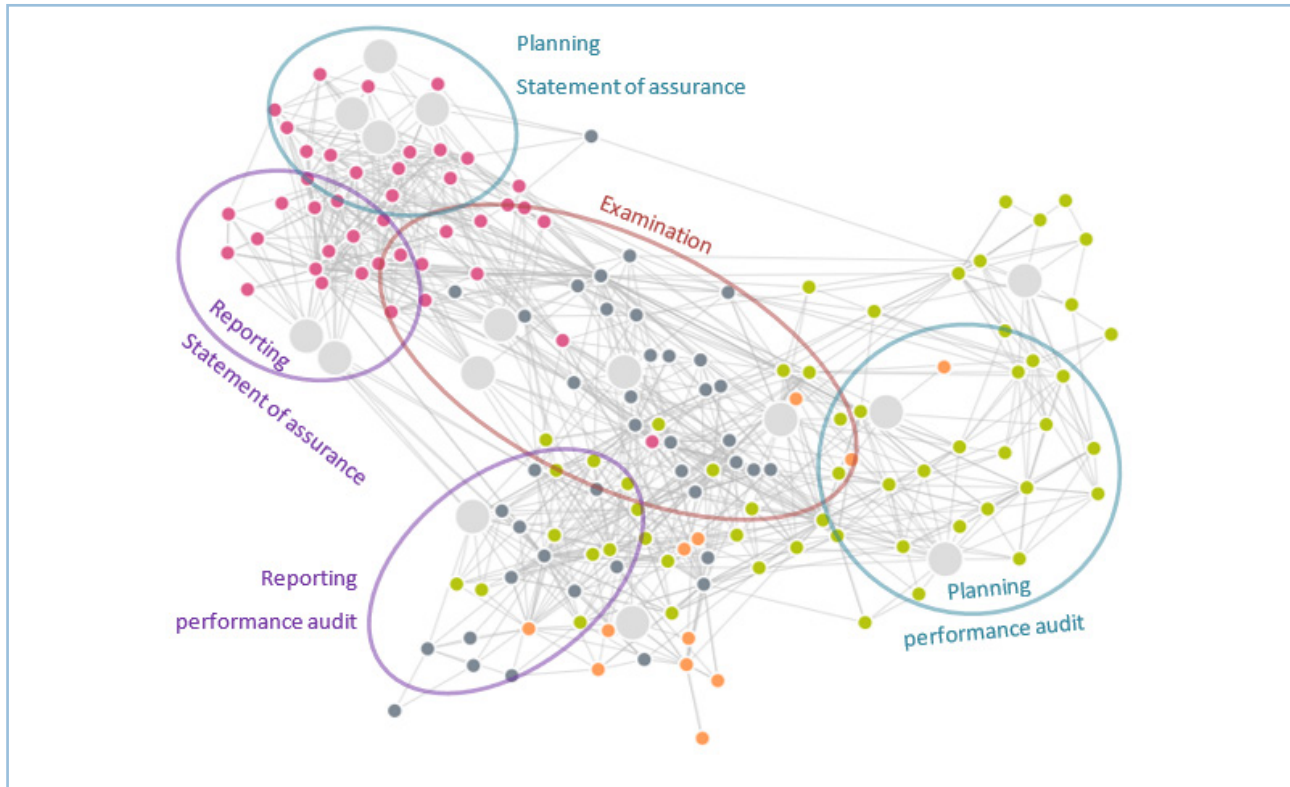 Planning
Statement of assurance
Examination
Reporting
Statement of assurance
Reporting
performance audit
Planning
performance audit